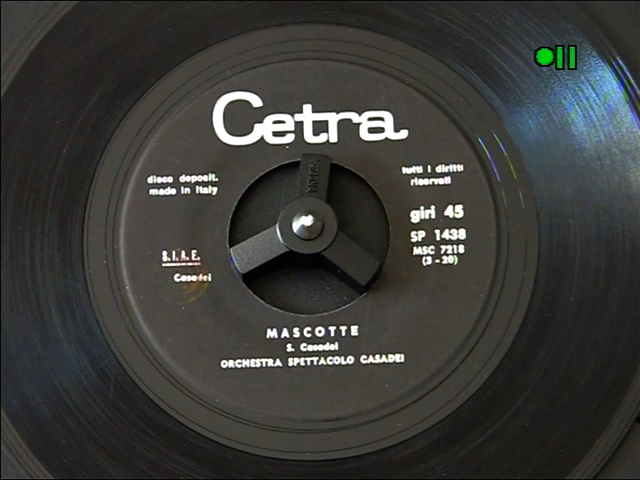 Cetra
disco deposit.
made in Italy
tutti i diritti
riservati
giri 45
SP 1438
MSC 7218
(3-20)
S.I.A.E.
Casadei
MASCOTTE
S. Casadei
ORCHESTRA SPETTACOLO CASADEI